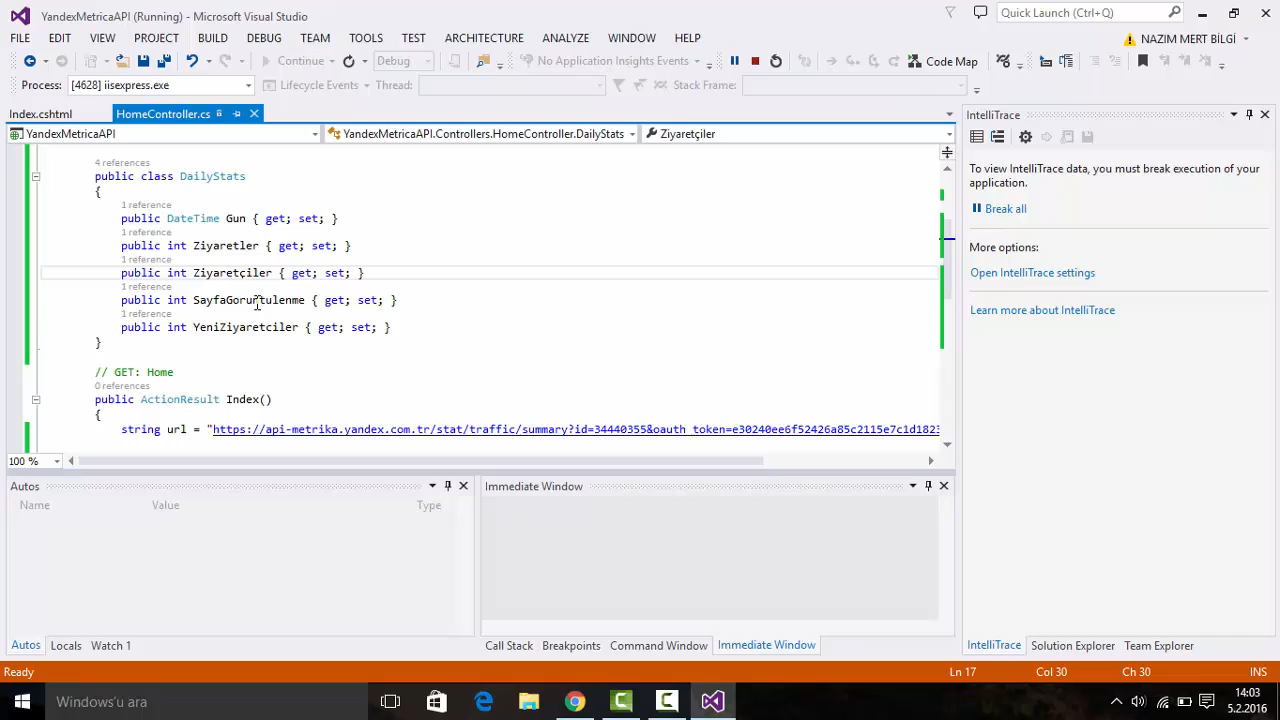 YandexMetricaAPI (Running) - Microsoft Visual Studio
Quick Launch (Ctrl+Q)
FILE EDIT VIEW PROJECT BUILD DEBUG TEAM TOOLS TEST ARCHITECTURE ANALYZE WINDOW HELP
NAZIM MERT BİLGİ
Continue Debug No Application Insights Events Code Map
Process: [4628] iisexpress.exe Lifecycle Events Thread: Stack Frame:
Index.cshtml HomeController.cs
YandexMetricaAPI YandexMetricaAPI.Controllers.HomeController.DailyStats Ziyaretçiler
4 references
public class DailyStats
{
1 reference
public DateTime Gun { get; set; }
1 reference
public int Ziyaretler { get; set; }
1 reference
public int Ziyaretçiler { get; set; }
1 reference
public int SayfaGoruntulenme { get; set; }
1 reference
public int YeniZiyaretciler { get; set; }
}
// GET: Home
0 references
public ActionResult Index()
{
string url = "https://api-metrika.yandex.com.tr/stat/traffic/summary?id=34440355&oauth_token=e30240ee6f52426a85c2115e7c1d1823
100 %
IntelliTrace
To view IntelliTrace data, you must break execution of your
application.
Break all
More options:
Open IntelliTrace settings
Learn more about IntelliTrace
Autos
Name Value Type
Immediate Window
Autos Locals Watch 1
Call Stack Breakpoints Command Window Immediate Window
IntelliTrace Solution Explorer Team Explorer
Ready Ln 17 Col 30 Ch 30 INS
Windows'u ara
14:03
5.2.2016